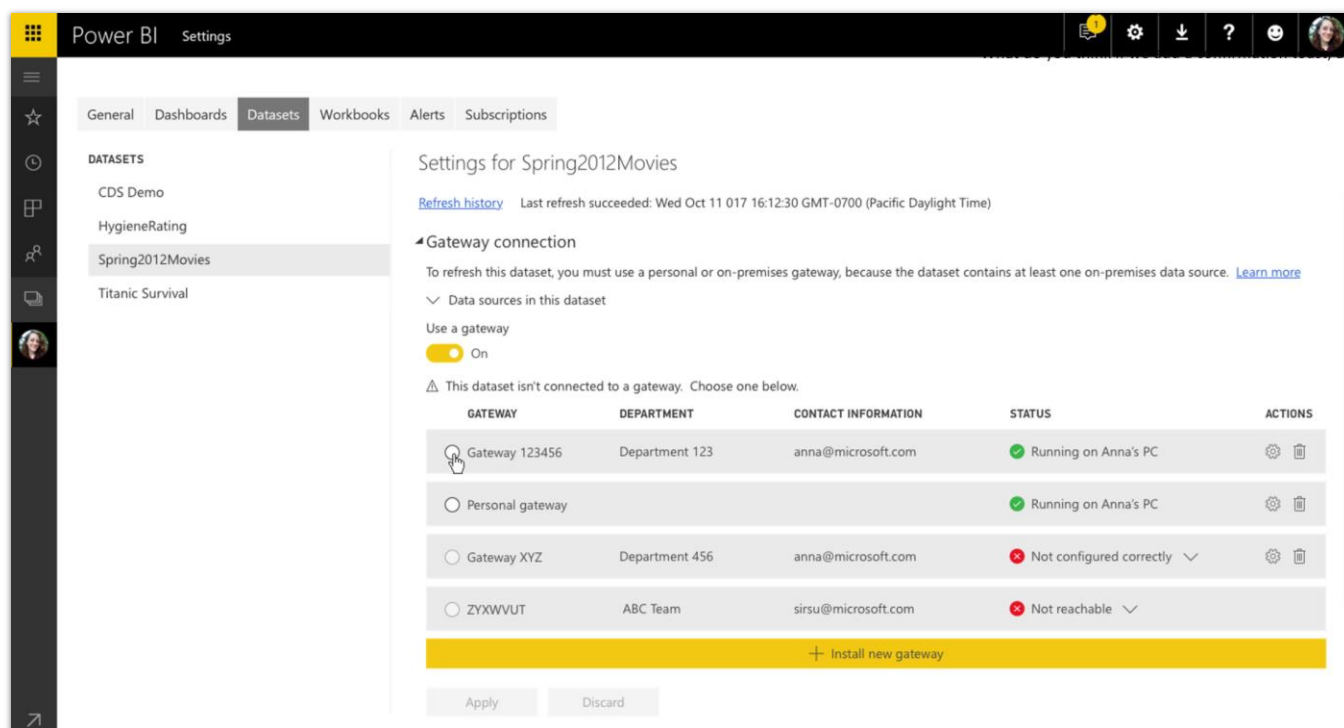 Power BI Settings 1 ?
General Dashboards Datasets Workbooks Alerts Subscriptions
DATASETS
CDS Demo
HygieneRating
Spring2012Movies
Titanic Survival
Settings for Spring2012Movies
Refresh history Last refresh succeeded: Wed Oct 11 017 16:12:30 GMT-0700 (Pacific Daylight Time)
Gateway connection
To refresh this dataset, you must use a personal or on-premises gateway, because the dataset contains at least one on-premises data source. Learn more
Data sources in this dataset
Use a gateway
On
This dataset isn't connected to a gateway. Choose one below.
GATEWAY DEPARTMENT CONTACT INFORMATION STATUS ACTIONS
Gateway 123456 Department 123 anna@microsoft.com Running on Anna's PC
Personal gateway Running on Anna's PC
Gateway XYZ Department 456 anna@microsoft.com Not configured correctly
ZYXWVUT ABC Team sirsu@microsoft.com Not reachable
+ Install new gateway
Apply Discard